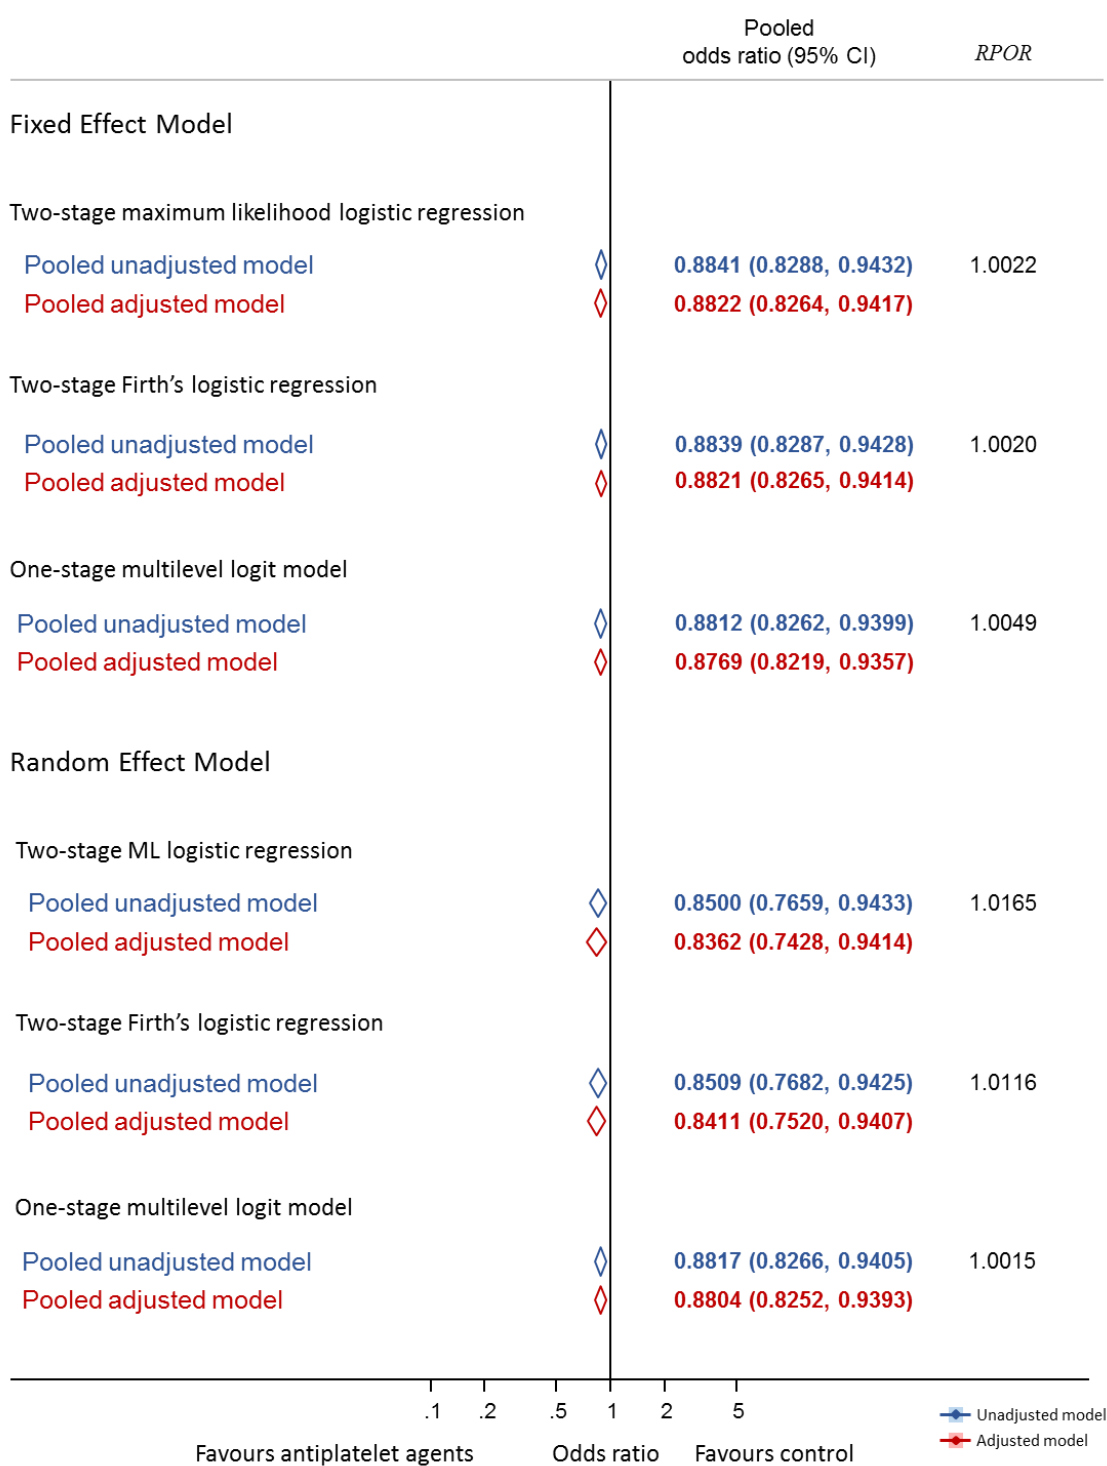 Pooled
odds ratio (95% CI) RPOR
Fixed Effect Model
Two-stage maximum likelihood logistic regression
Pooled unadjusted model 0.8841 (0.8288, 0.9432) 1.0022
Pooled adjusted model 0.8822 (0.8264, 0.9417)
Two-stage Firth’s logistic regression
Pooled unadjusted model 0.8839 (0.8287, 0.9428) 1.0020
Pooled adjusted model 0.8821 (0.8265, 0.9414)
One-stage multilevel logit model
Pooled unadjusted model 0.8812 (0.8262, 0.9399) 1.0049
Pooled adjusted model 0.8769 (0.8219, 0.9357)
Random Effect Model
Two-stage ML logistic regression
Pooled unadjusted model 0.8500 (0.7659, 0.9433) 1.0165
Pooled adjusted model 0.8362 (0.7428, 0.9414)
Two-stage Firth’s logistic regression
Pooled unadjusted model 0.8509 (0.7682, 0.9425) 1.0116
Pooled adjusted model 0.8411 (0.7520, 0.9407)
One-stage multilevel logit model
Pooled unadjusted model 0.8817 (0.8266, 0.9405) 1.0015
Pooled adjusted model 0.8804 (0.8252, 0.9393)
.1 .2 .5 1 2 5
Favours antiplatelet agents Odds ratio Favours control
Unadjusted model
Adjusted model